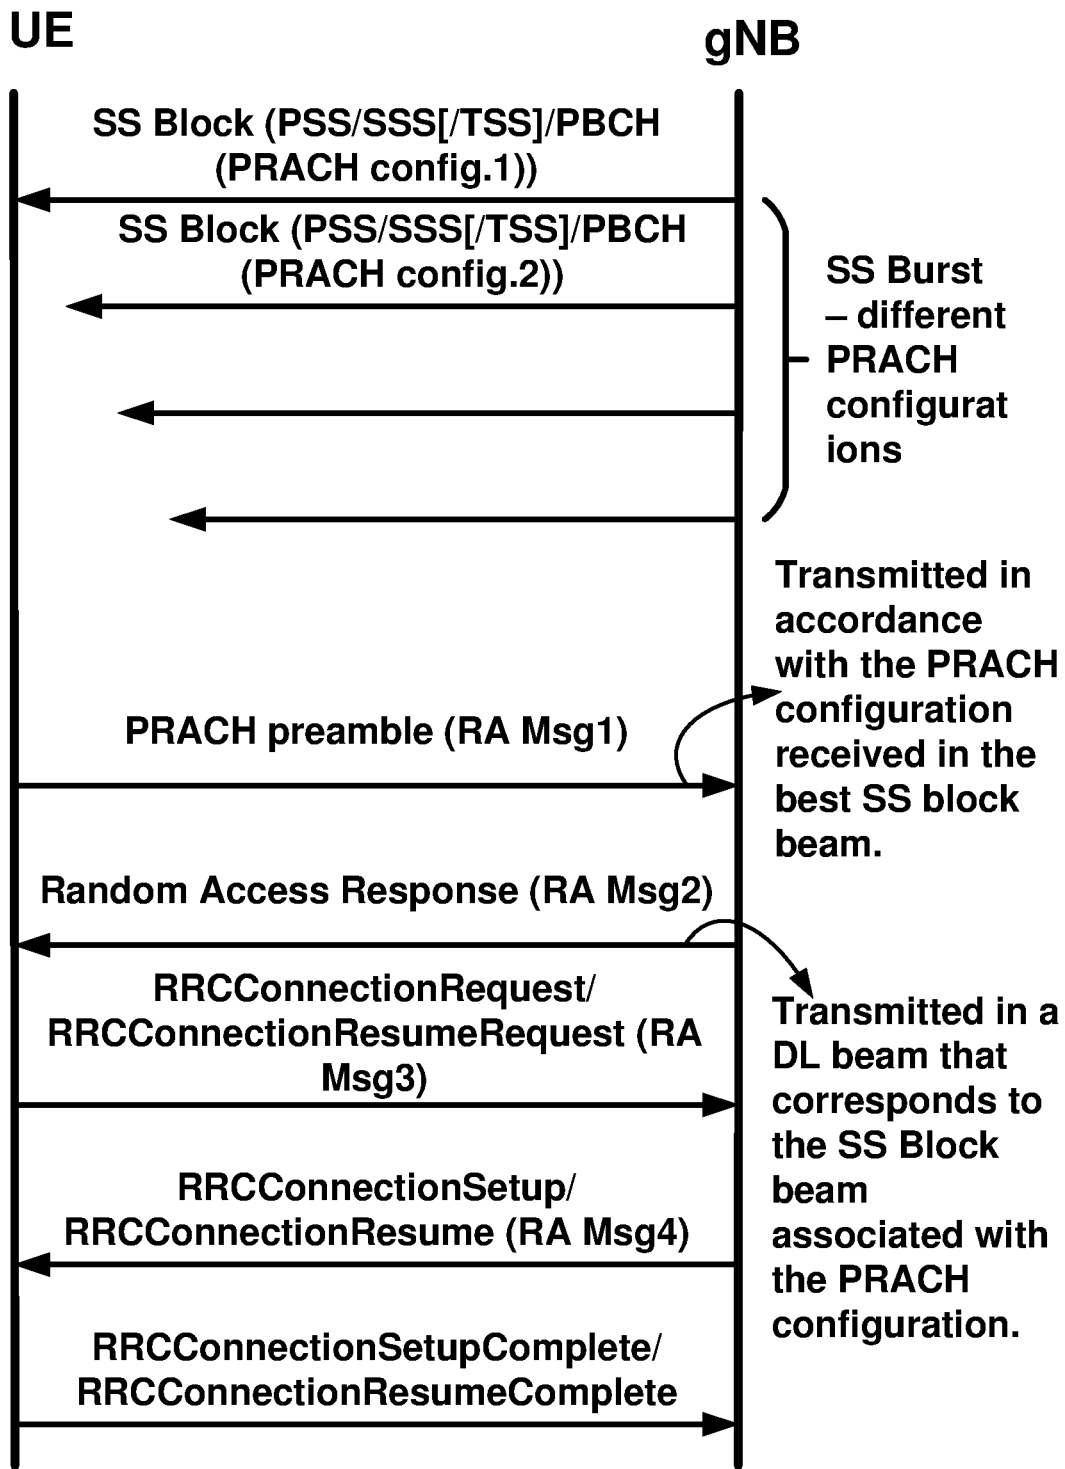 UE
gNB
SS Block (PSS/SSS[/TSS]/PBCH
(PRACH config.1))
SS Block (PSS/SSS[/TSS]/PBCH
(PRACH config.2))
SS Burst
– different
PRACH
configurat
ions
Transmitted in
accordance
with the PRACH
configuration
received in the
best SS block
beam.
PRACH preamble (RA Msg1)
Random Access Response (RA Msg2)
RRCConnectionRequest/
RRCConnectionResumeRequest (RA
Msg3)
Transmitted in a
DL beam that
corresponds to
the SS Block
beam
associated with
the PRACH
configuration.
RRCConnectionSetup/
RRCConnectionResume (RA Msg4)
RRCConnectionSetupComplete/
RRCConnectionResumeComplete